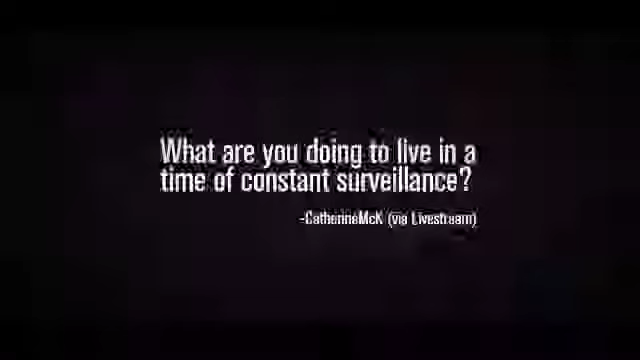 What are you doing to live in a
time of constant surveillance?
-CatherineMcK (via Livestream)